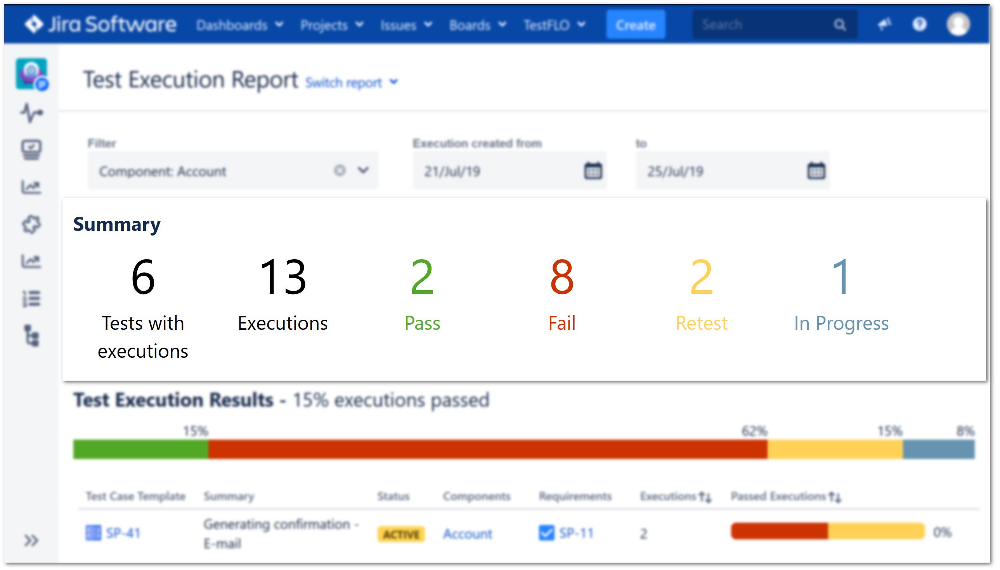 Jira Software Dashboards Projects Issues Boards TestFLO Create Search
Test Execution Report Switch report
Filter Execution created from to
Component: Account 21/Jul/19 25/Jul/19
Summary
6 13 2 8 2 1
Tests with executions Executions Pass Fail Retest In Progress
Test Execution Results - 15% executions passed
15% 62% 15% 8%
Test Case Template Summary Status Components Requirements Executions Passed Executions
SP-41 Generating confirmation - E-mail ACTIVE Account SP-11 2 0%